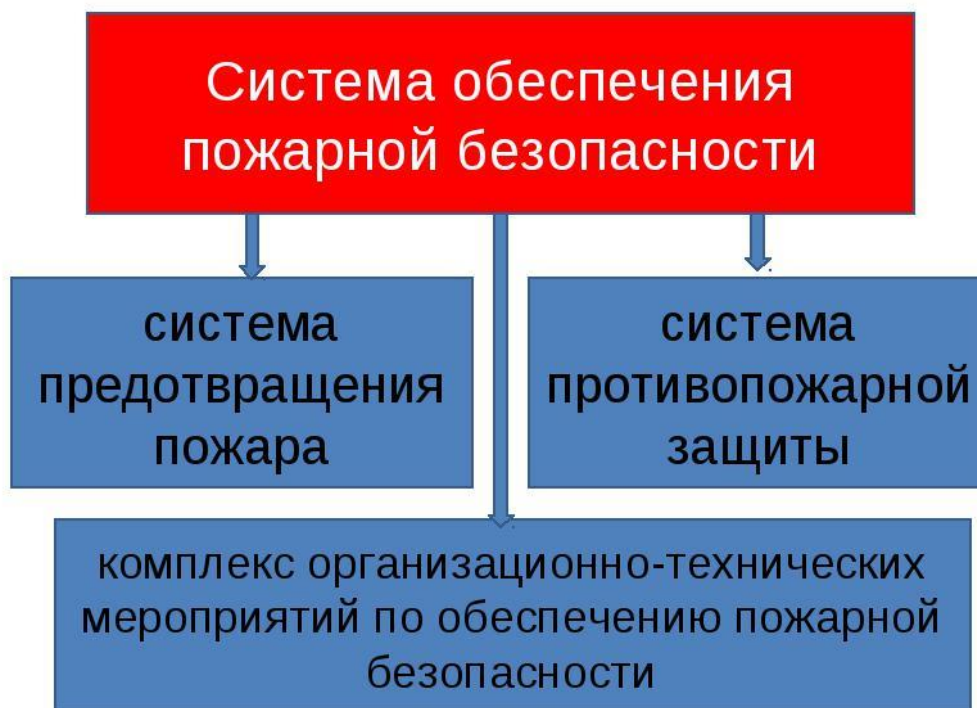 Система обеспечения
пожарной безопасности
система
предотвращения
пожара
система
противопожарной
защиты
комплекс организационно-технических
мероприятий по обеспечению пожарной
безопасности